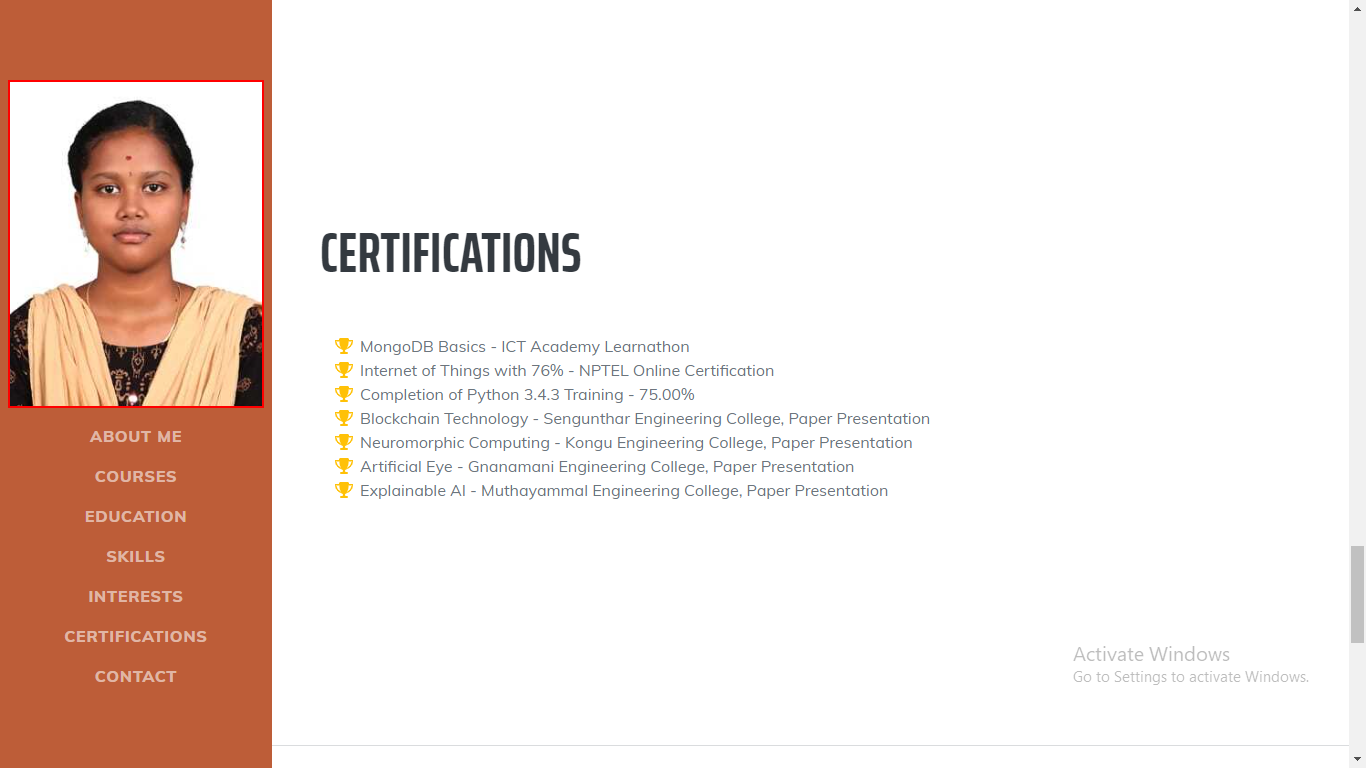 ABOUT ME
COURSES
EDUCATION
SKILLS
INTERESTS
CERTIFICATIONS
CONTACT
CERTIFICATIONS
MongoDB Basics - ICT Academy Learnathon
Internet of Things with 76% - NPTEL Online Certification
Completion of Python 3.4.3 Training - 75.00%
Blockchain Technology - Sengunthar Engineering College, Paper Presentation
Neuromorphic Computing - Kongu Engineering College, Paper Presentation
Artificial Eye - Gnanamani Engineering College, Paper Presentation
Explainable AI - Muthayammal Engineering College, Paper Presentation
Activate Windows
Go to Settings to activate Windows.